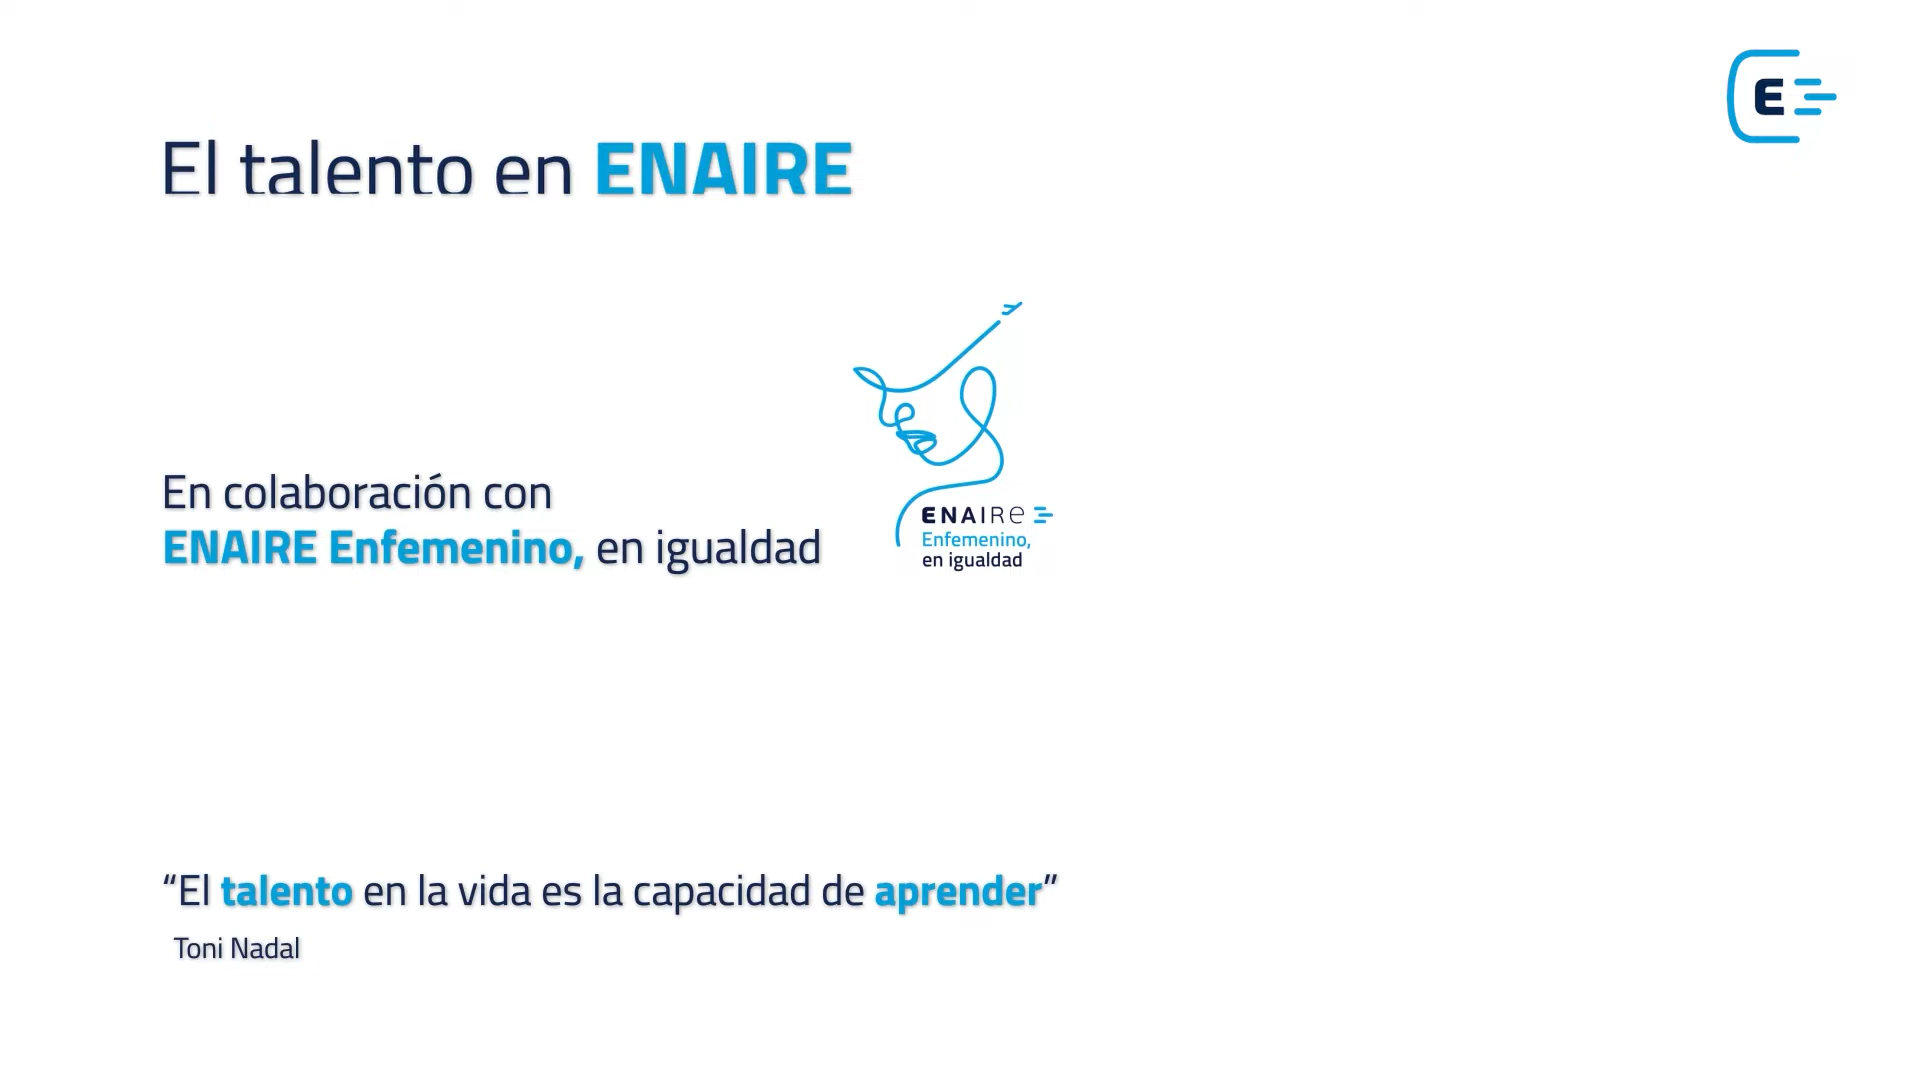 E
El talento en ENAIRE
En colaboración con
ENAIRE Enfemenino, en igualdad
ENAIRe
Enfemenino,
en igualdad
“El talento en la vida es la capacidad de aprender”
Toni Nadal